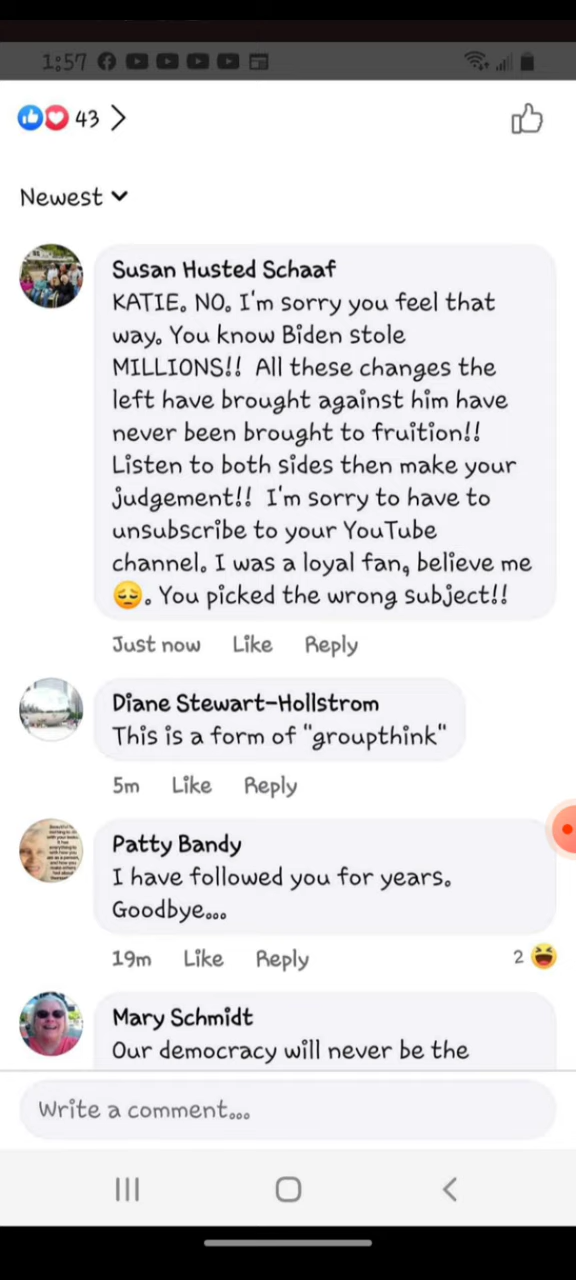 1:57
43
Newest
Susan Husted Schaaf
KATIE. NO. I'm sorry you feel that
way. You know Biden stole
MILLIONS!! All these changes the
left have brought against him have
never been brought to fruition!!
Listen to both sides then make your
judgement!! I'm sorry to have to
unsubscribe to your YouTube
channel. I was a loyal fan, believe me
😔. You picked the wrong subject!!
Just now Like Reply
Diane Stewart-Hollstrom
This is a form of "groupthink"
5m Like Reply
Patty Bandy
I have followed you for years.
Goodbye...
19m Like Reply 2 😆
Mary Schmidt
Our democracy will never be the
Write a comment...